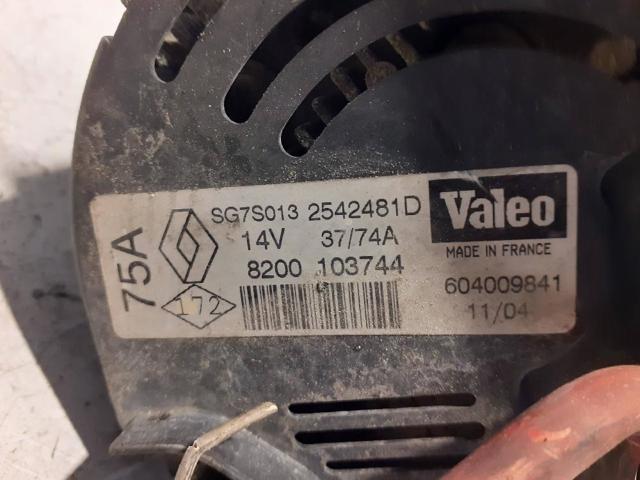 75A
SG7S013 2542481D
14V 37/74A
8200 103744
172
Valeo
MADE IN FRANCE
604009841
11/04